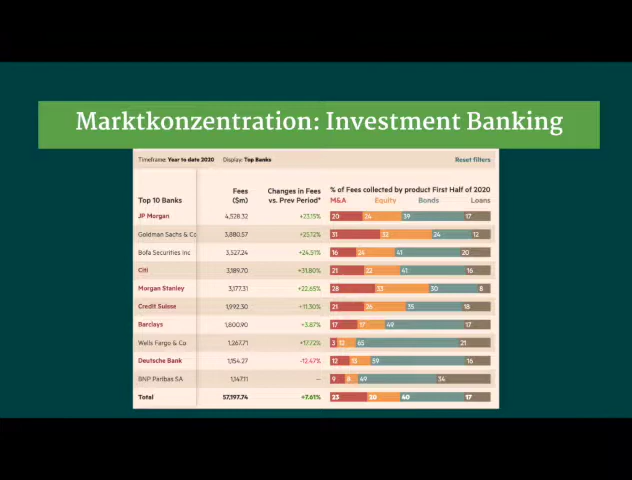 Marktkonzentration: Investment Banking
Timeframe: Year to date 2020 Display: Top Banks Reset filters
Fees Changes in Fees % of Fees collected by product First Half of 2020
Top 10 Banks ($m) vs. Prev Period* M&A Equity Bonds Loans
JP Morgan 4,528.32 +23.15% 20 24 39 17
Goldman Sachs & Co 3,880.57 +25.12% 31 32 24 12
Bofa Securities Inc 3,527.24 +24.51% 16 24 41 20
Citi 3,189.70 +31.80% 21 22 41 16
Morgan Stanley 3,177.31 +22.65% 28 33 30 8
Credit Suisse 1,992.30 +11.30% 21 26 35 18
Barclays 1,600.90 +3.87% 17 17 49 17
Wells Fargo & Co 1,267.71 +17.72% 3 12 65 21
Deutsche Bank 1,154.27 -12.47% 12 13 59 16
BNP Paribas SA 1,147.11 — 9 8 49 34
Total 57,197.74 +7.61% 23 20 40 17